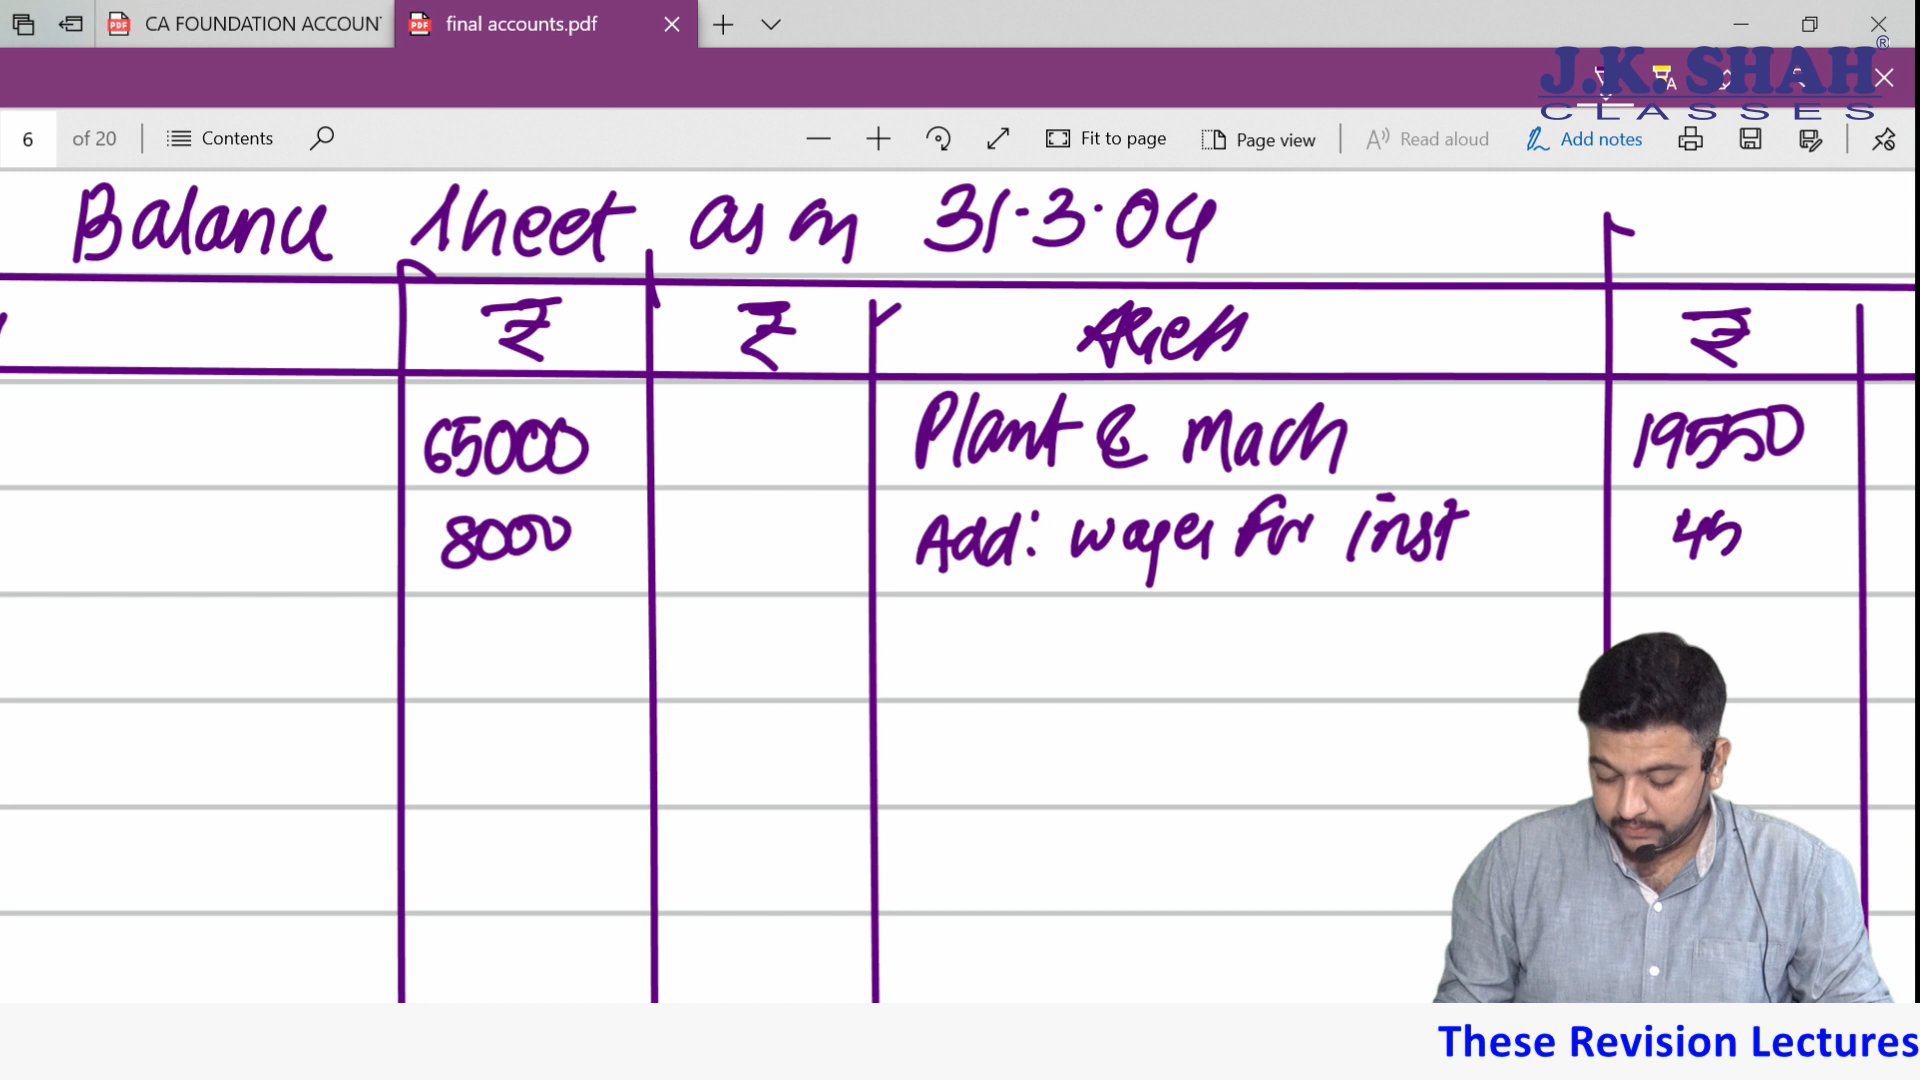 CA FOUNDATION ACCOUN
final accounts.pdf
J.K. SHAH®
CLASSES
6 of 20 Contents Fit to page Page view Read aloud Add notes
Balance Sheet as on 31.3.04
₹ ₹ Assets ₹
65000 Plant & Mach 19550
8000 Add: wages for inst
These Revision Lectures